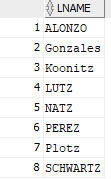 LNAME
1 ALONZO
2 Gonzales
3 Koonitz
4 LUTZ
5 NATZ
6 PEREZ
7 Plotz
8 SCHWARTZ